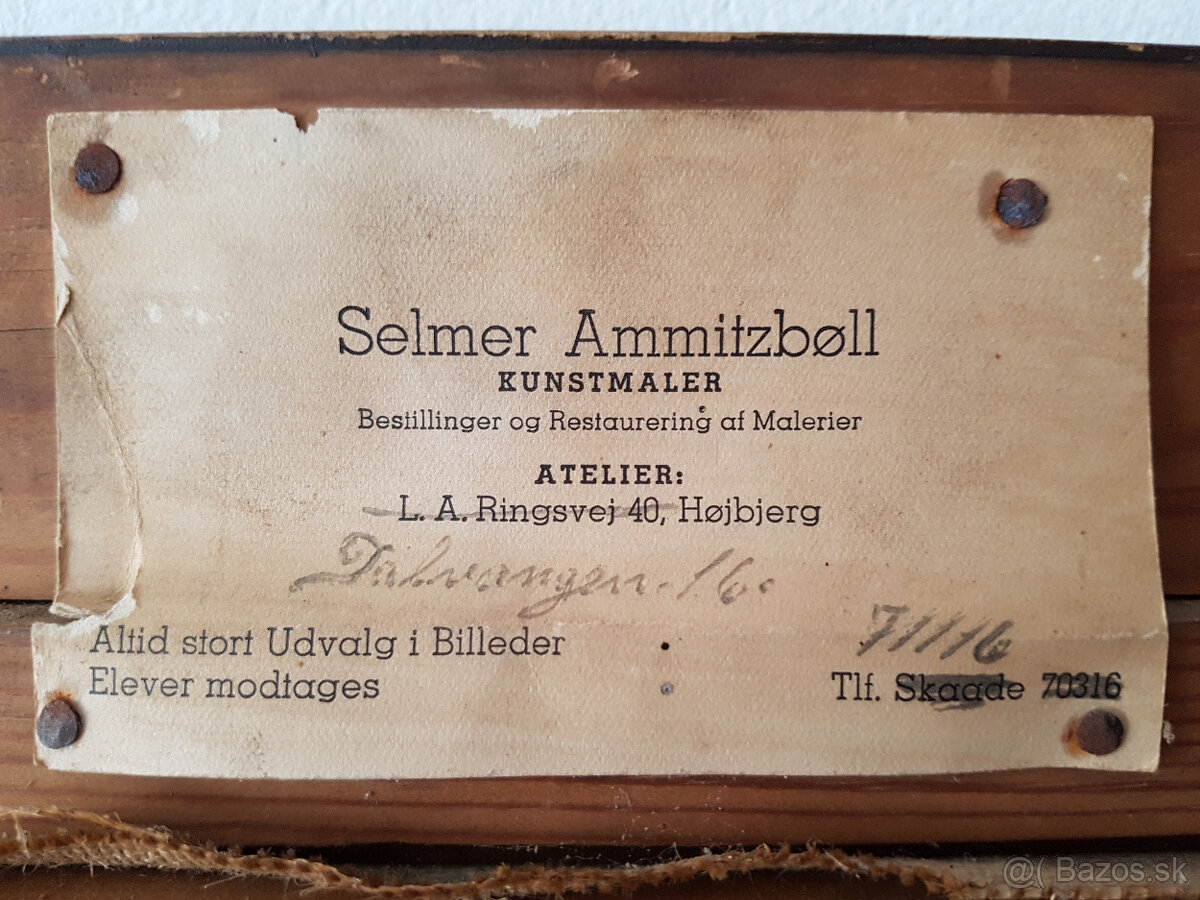 Selmer Ammitzbøll
KUNSTMALER
Bestillinger og Restaurering af Malerier
ATELIER:
L. A. Ringsvej 40, Højbjerg
Dalvangen 16.
Altid stort Udvalg i Billeder
71116
Elever modtages
Tlf. Skaade 70316
@( Bazos.sk